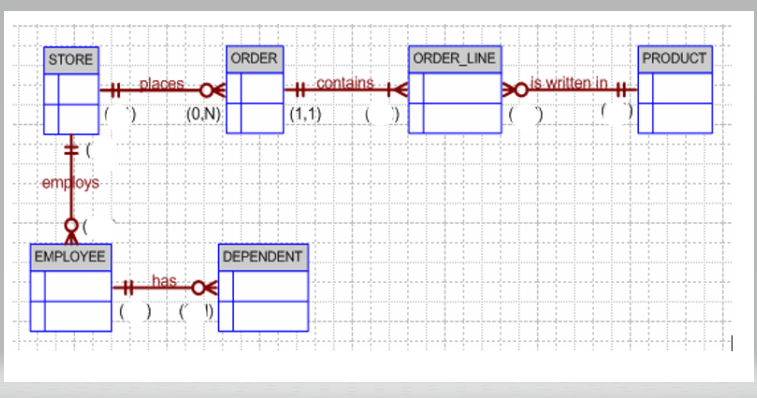 STORE
places
ORDER
contains
ORDER_LINE
is written in
PRODUCT
( )
(0,N)
(1,1)
( )
( )
( )
(
employs
(
EMPLOYEE
has
DEPENDENT
( )
( )